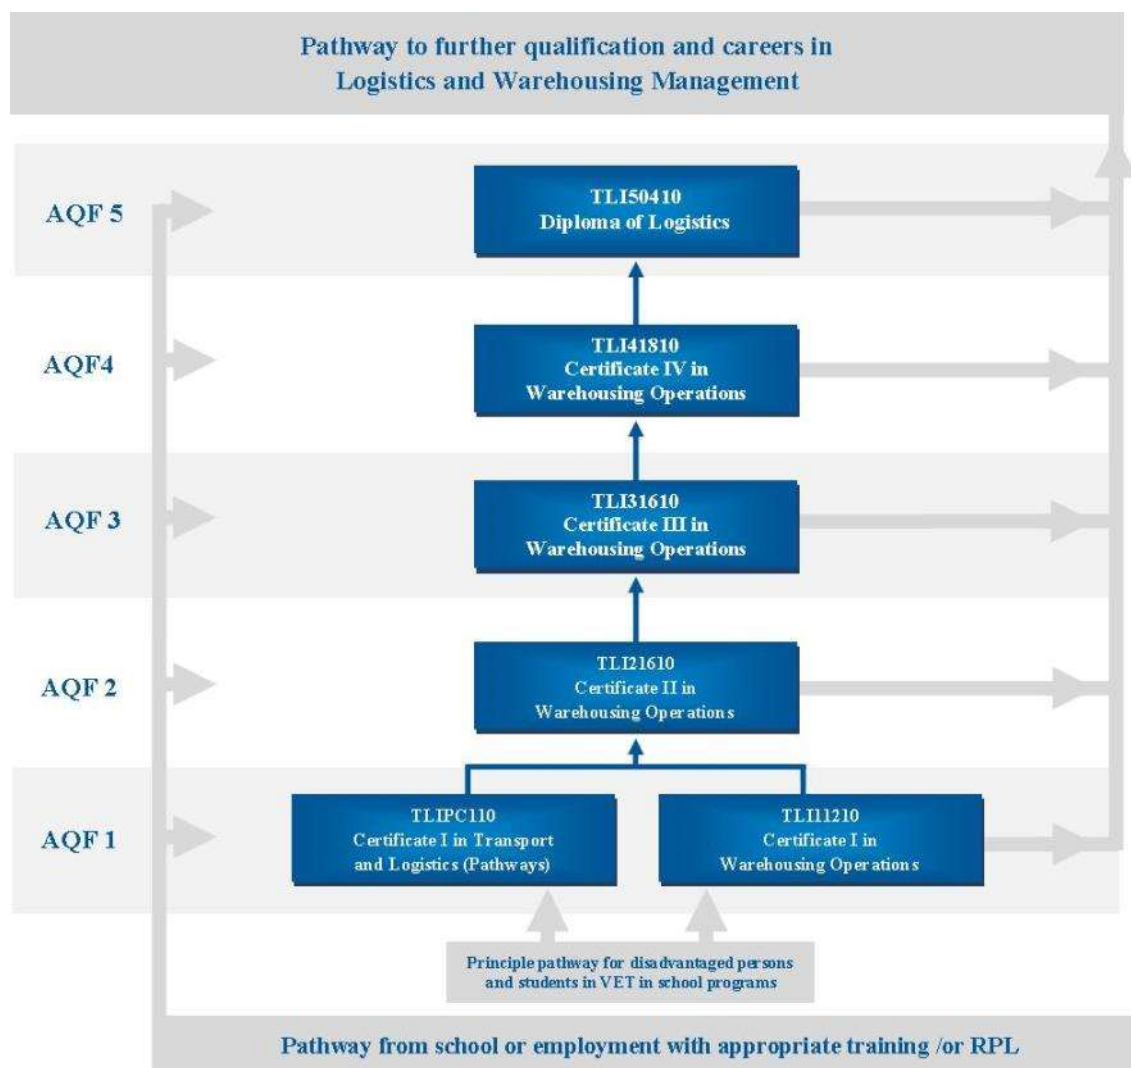 Pathway to further qualification and careers in
Logistics and Warehousing Management
AQF 5
TLI50410
Diploma of Logistics
AQF4
TLI41810
Certificate IV in
Warehousing Operations
AQF 3
TLI31610
Certificate III in
Warehousing Operations
AQF 2
TLI21610
Certificate II in
Warehousing Operations
AQF 1
TLIPC110
Certificate I in Transport
and Logistics (Pathways)
TLI11210
Certificate I in
Warehousing Operations
Principle pathway for disadvantaged persons
and students in VET in school programs
Pathway from school or employment with appropriate training /or RPL